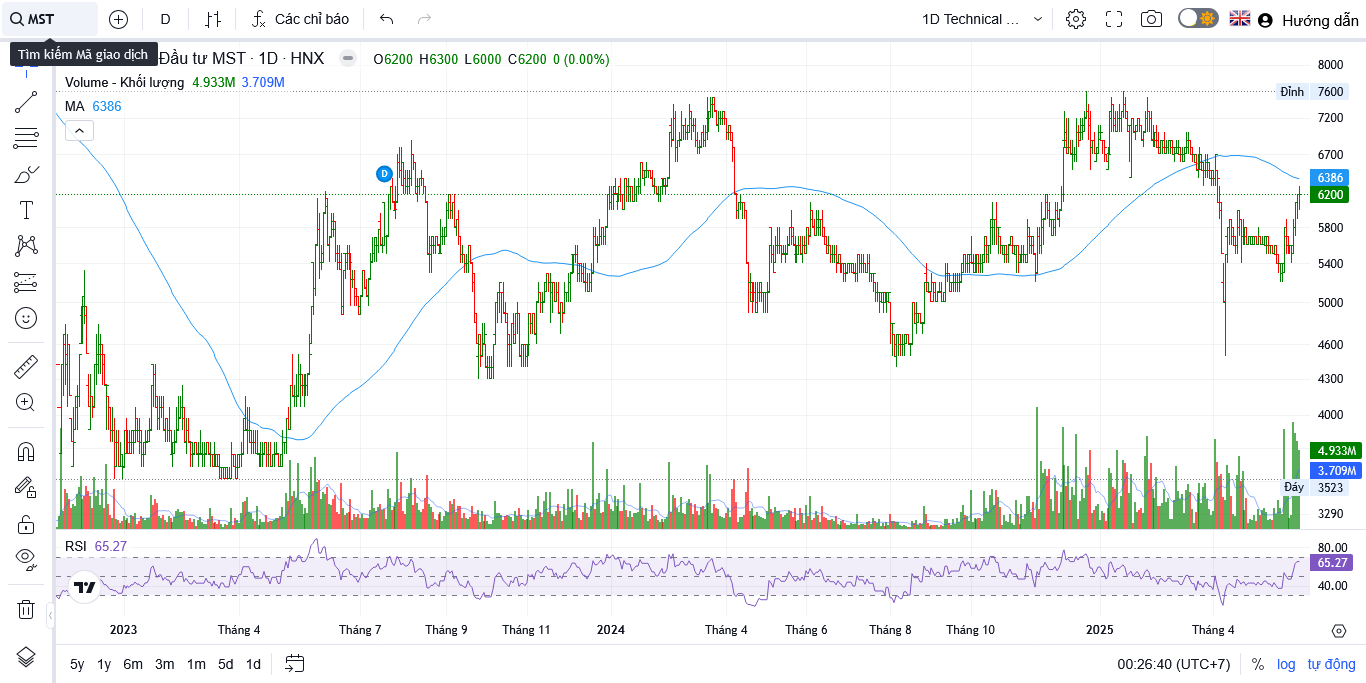 MST
D
Các chỉ báo
1D Technical ...
Hướng dẫn
Tìm kiếm Mã giao dịch
Đầu tư MST · 1D · HNX
O6200 H6300 L6000 C6200 0 (0.00%)
Volume - Khối lượng 4.933M 3.709M
MA 6386
D
8000
Đỉnh 7600
7200
6700
6386
6200
5800
5400
5000
4600
4300
4000
4.933M
3.709M
Đáy 3523
3290
RSI 65.27
80.00
65.27
40.00
2023 Tháng 4 Tháng 7 Tháng 9 Tháng 11 2024 Tháng 4 Tháng 6 Tháng 8 Tháng 10 2025 Tháng 4
5y 1y 6m 3m 1m 5d 1d
00:26:40 (UTC+7) % log tự động